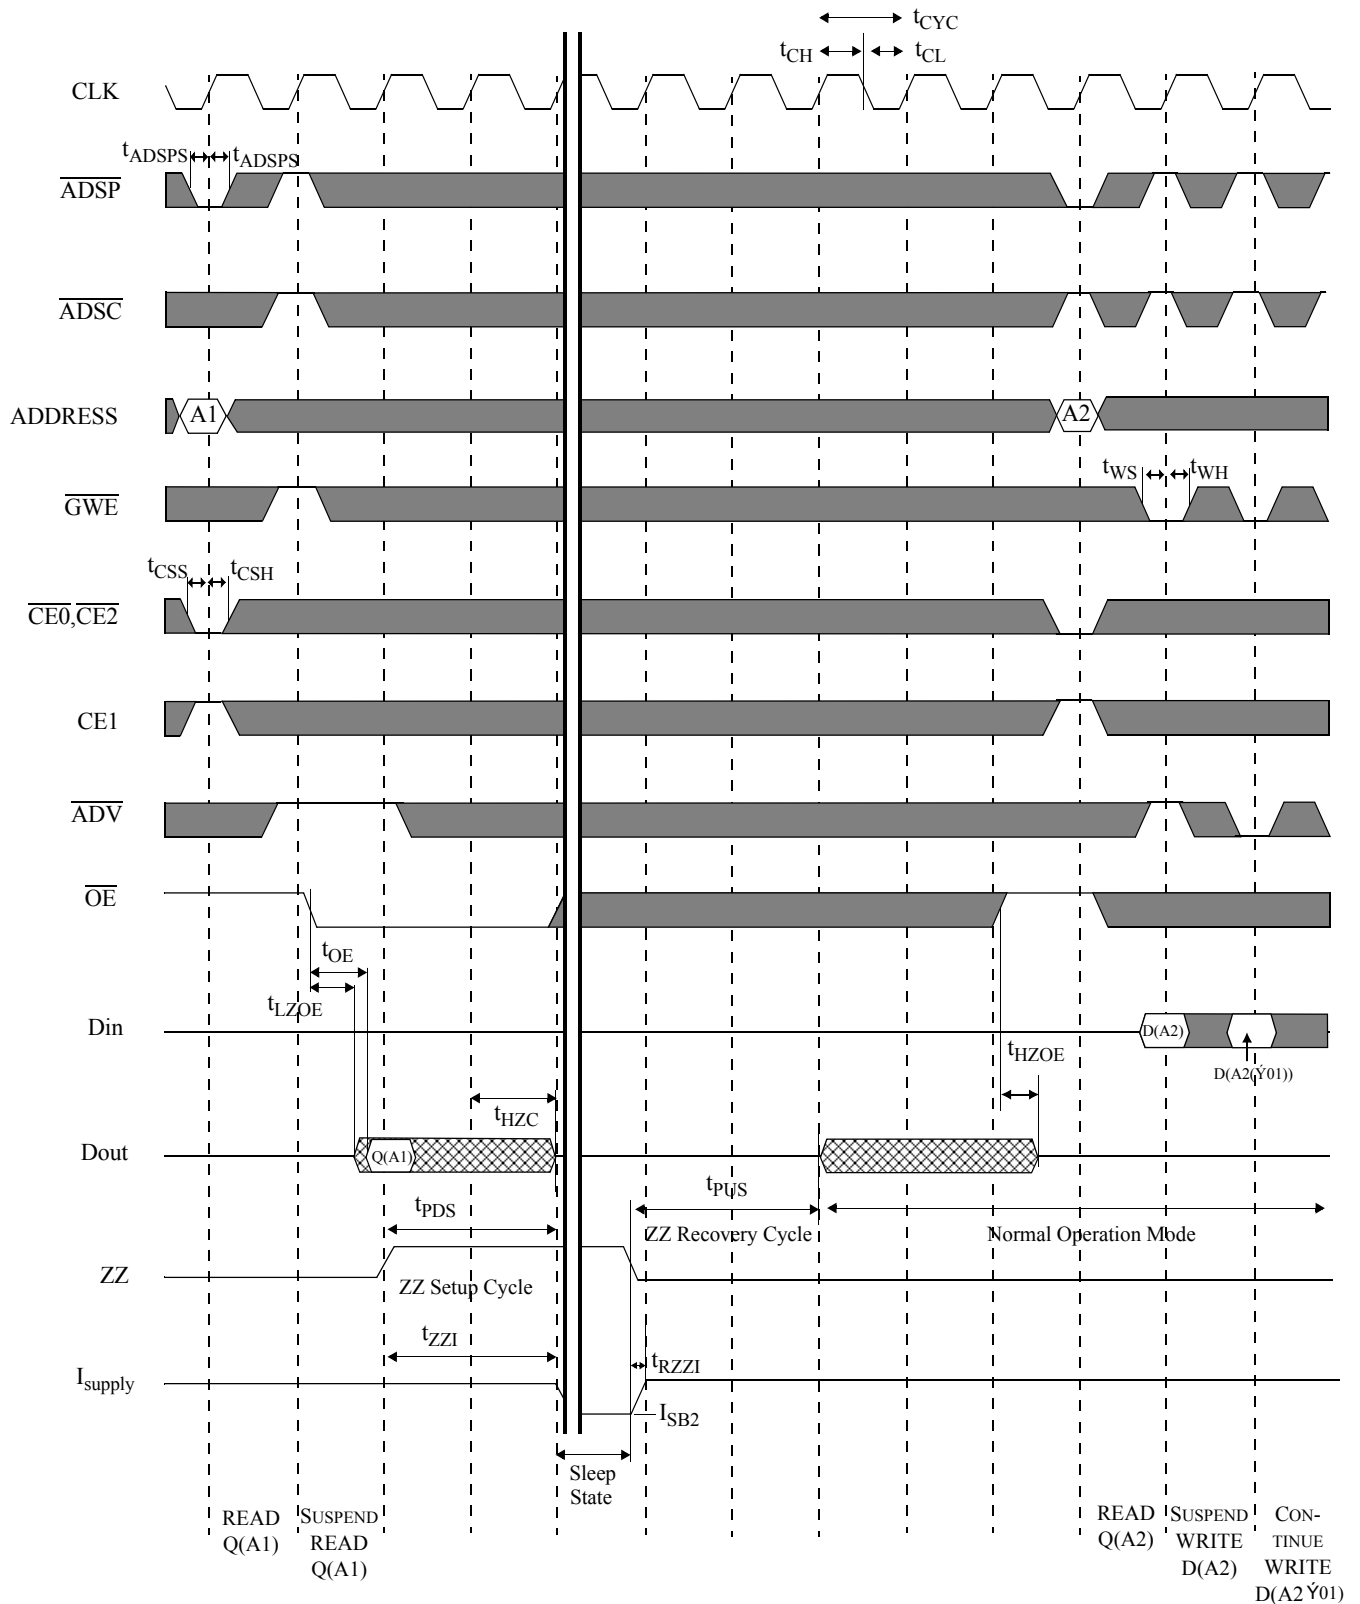 tCYC
tCH
tCL
CLK
tADSPS
tADSPS
ADSP
ADSC
ADDRESS
A1
A2
tWS
tWH
GWE
tCSS
tCSH
CE0,CE2
CE1
ADV
OE
tOE
tLZOE
Din
D(A2)
tHZOE
D(A2(Ý01))
tHZC
Dout
Q(A1)
tPUS
tPDS
ZZ Recovery Cycle
Normal Operation Mode
ZZ
ZZ Setup Cycle
tZZI
tRZZI
Isupply
ISB2
Sleep
State
READ
Q(A1)
SUSPEND
READ
Q(A1)
READ
Q(A2)
SUSPEND
WRITE
D(A2)
CON-
TINUE
WRITE
D(A2Ý01)